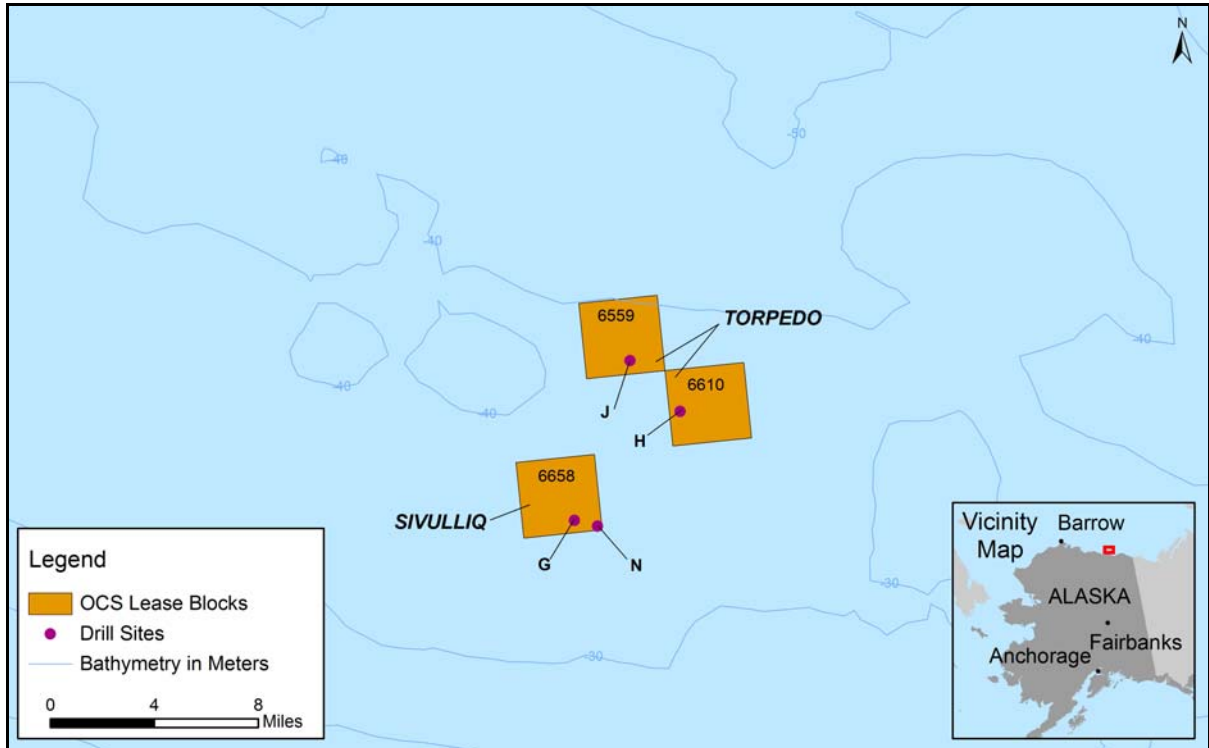 N
-50
-40
-40
6559
TORPEDO
-40
6610
-40
-40
J
H
6658
SIVULLIQ
G
N
-30
-30
Legend
OCS Lease Blocks
Drill Sites
Bathymetry in Meters
0 4 8
Miles
Vicinity Map
Barrow
ALASKA
Fairbanks
Anchorage